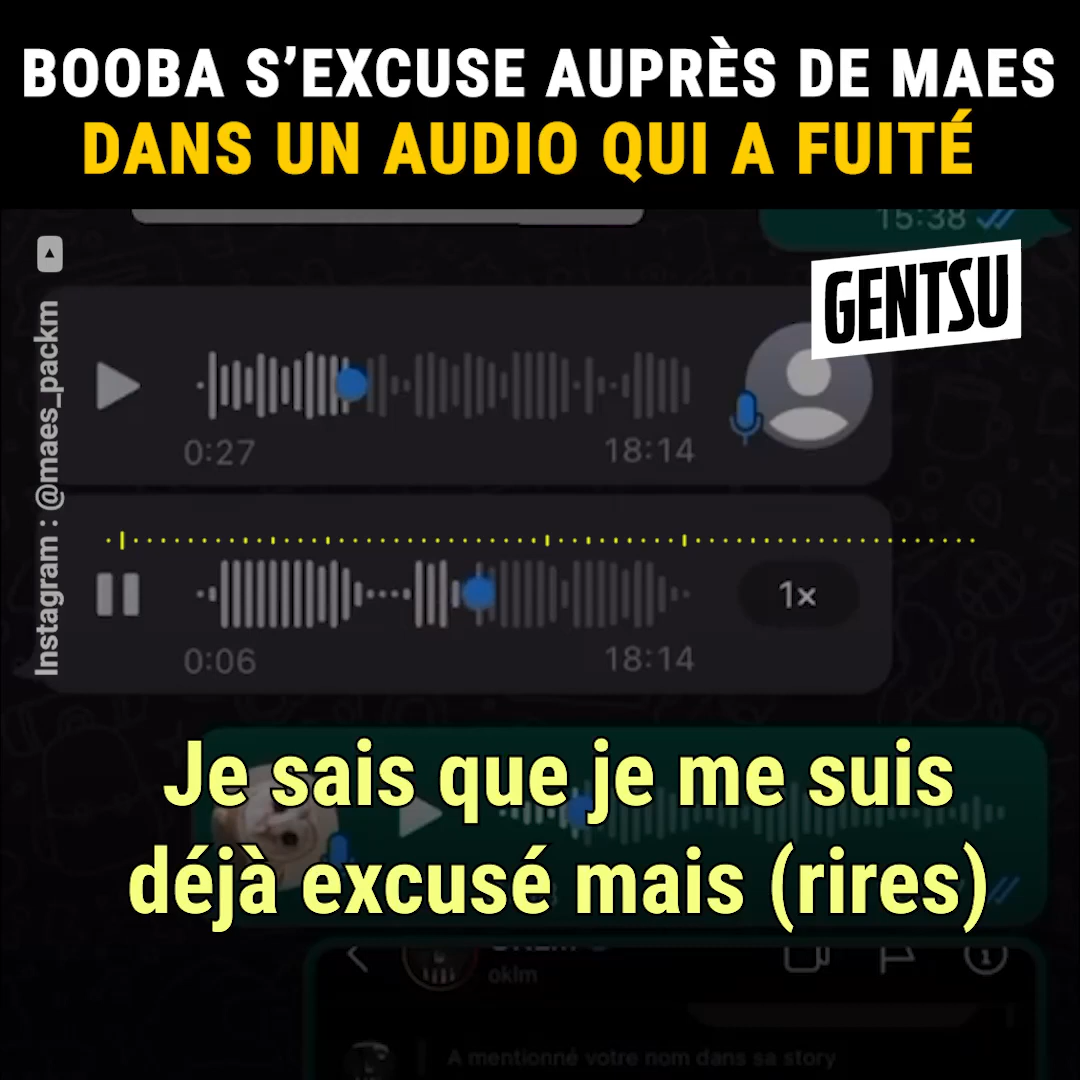 BOOBA S’EXCUSE AUPRÈS DE MAES
DANS UN AUDIO QUI A FUITÉ
15:38
GENTSU
Instagram : @maes_packm
0:27
18:14
1x
0:06
18:14
Je sais que je me suis
déjà excusé mais (rires)
oklm
A mentionné votre nom dans sa story